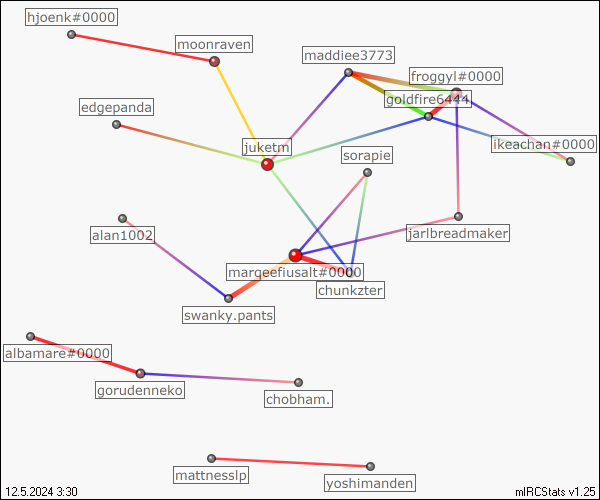 hjoenk#0000
moonraven
maddiee3773
froggyl#0000
goldfire6444
edgepanda
juketm
sorapie
ikeachan#0000
alan1002
jarlbreadmaker
margeefiusalt#0000
chunkzter
swanky.pants
albamare#0000
gorudenneko
chobham.
mattnesslp
yoshimanden
12.5.2024 3:30
mIRCStats v1.25